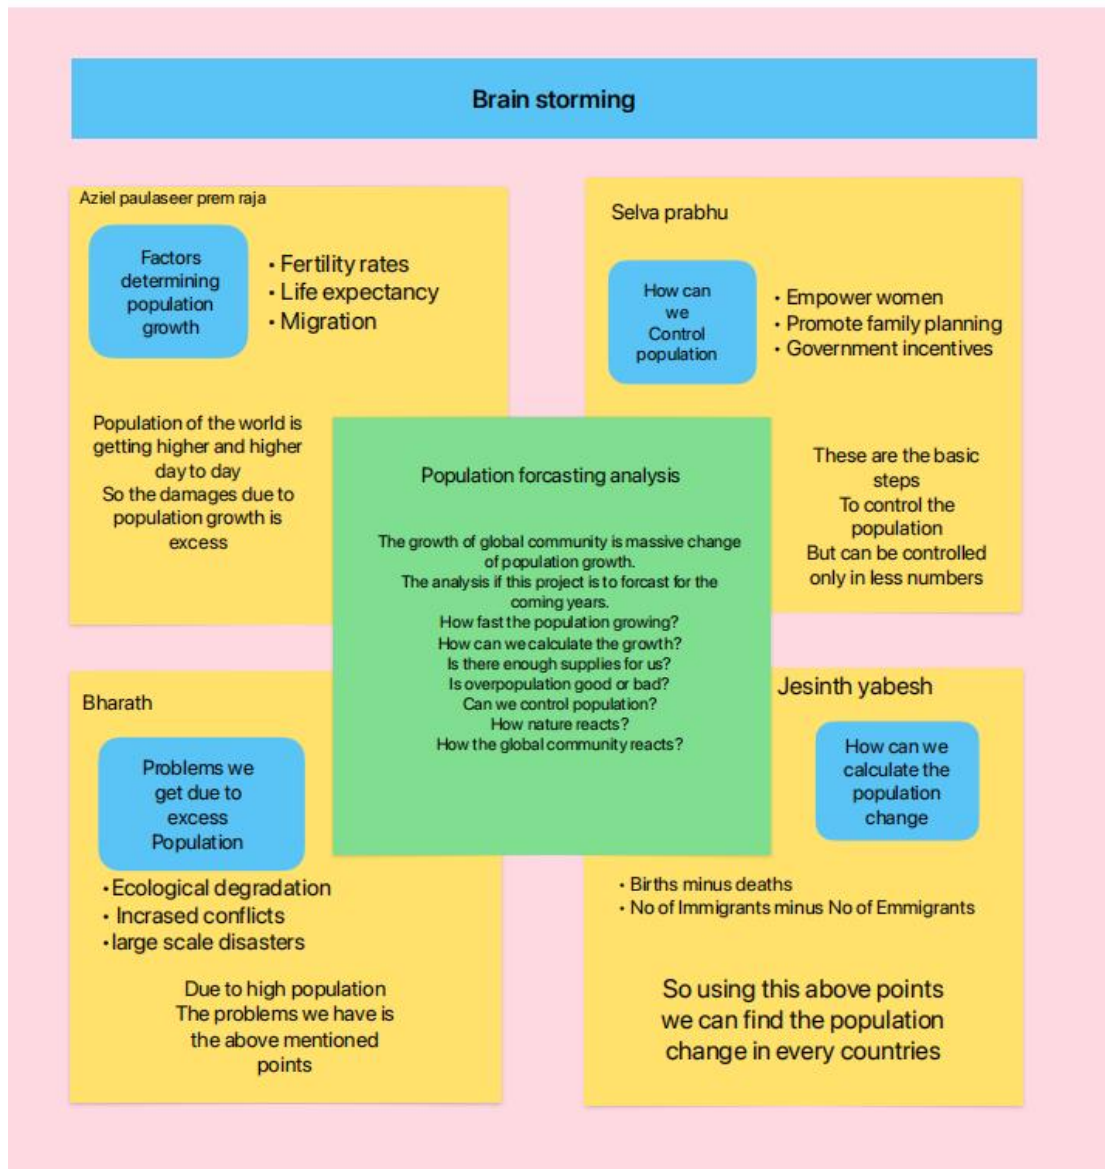 Brain storming
Aziel paulaseer prem raja
Factors
determining
population
growth
• Fertility rates
• Life expectancy
• Migration
Population of the world is
getting higher and higher
day to day
So the damages due to
population growth is
excess
Selva prabhu
How can
we
Control
population
• Empower women
• Promote family planning
• Government incentives
These are the basic
steps
To control the
population
But can be controlled
only in less numbers
Population forcasting analysis
The growth of global community is massive change
of population growth.
The analysis if this project is to forcast for the
coming years.
How fast the population growing?
How can we calculate the growth?
Is there enough supplies for us?
Is overpopulation good or bad?
Can we control population?
How nature reacts?
How the global community reacts?
Bharath
Problems we
get due to
excess
Population
• Ecological degradation
• Incrased conflicts
• large scale disasters
Due to high population
The problems we have is
the above mentioned
points
Jesinth yabesh
How can we
calculate the
population
change
• Births minus deaths
• No of Immigrants minus No of Emmigrants
So using this above points
we can find the population
change in every countries